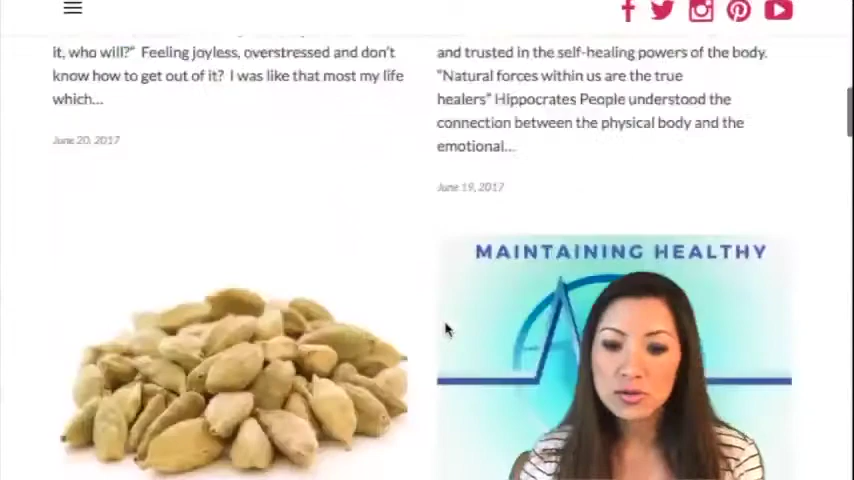 it, who will?" Feeling joyless, overstressed and don't
know how to get out of it? I was like that most my life
which...
June 20, 2017
and trusted in the self-healing powers of the body.
"Natural forces within us are the true
healers" Hippocrates People understood the
connection between the physical body and the
emotional...
June 19, 2017
MAINTAINING HEALTHY